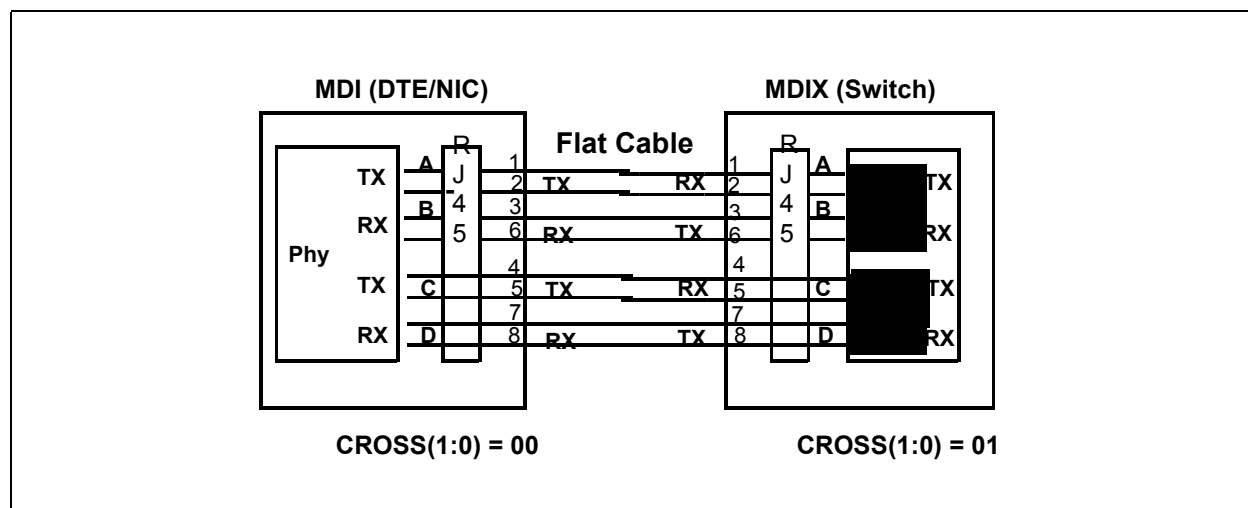 MDI (DTE/NIC)
MDIX (Switch)
Flat Cable
Phy
TX
RX
TX
RX
A
B
C
D
R
J
4
5
1
2
3
6
4
5
7
8
TX
RX
TX
RX
RX
TX
RX
TX
1
2
3
6
4
5
7
8
R
J
4
5
A
B
C
D
TX
RX
TX
RX
CROSS(1:0) = 00
CROSS(1:0) = 01